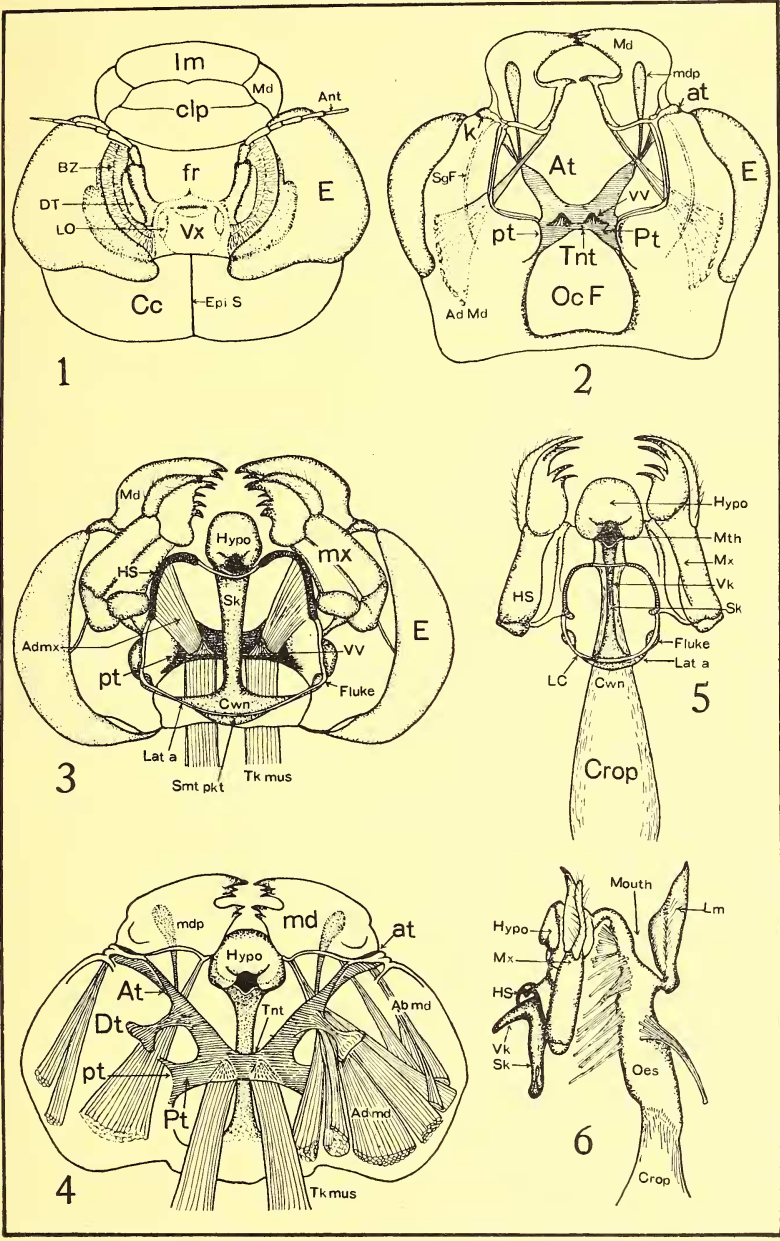 lm
Md
clp
Ant
BZ
fr
E
DT
LO
Vx
Cc
Epi S
1
Md
mdp
at
k
SgF
At
E
VV
pt
Tnt
Pt
Oc F
Ad Md
2
Md
Hypo
mx
HS
Sk
E
Admx
pt
VV
Fluke
Cwn
Lat a
Smt pkt
Tk mus
3
Hypo
Mth
Mx
HS
Vk
Sk
Fluke
LC
Lat a
Cwn
5
Crop
mdp
md
at
Hypo
At
Tnt
Ab md
Dt
pt
Pt
Ad md
Tk mus
4
Mouth
Lm
Hypo
Mx
HS
Vk
Sk
Oes
6
Crop